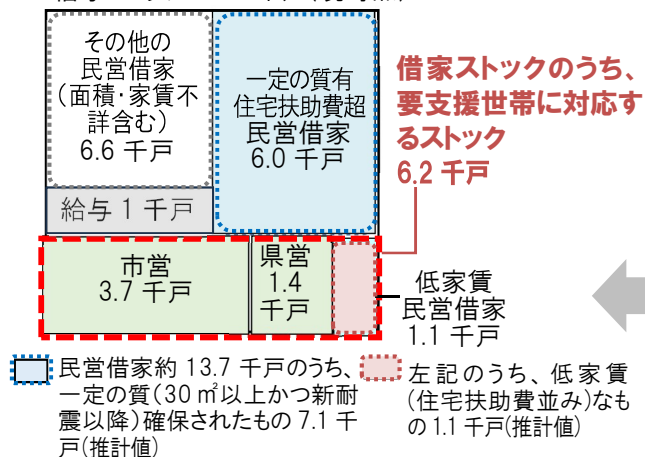 その他の
民営借家
(面積・家賃不
詳含む)
6.6 千戸
一定の質有
住宅扶助費超
民営借家
6.0 千戸
借家ストックのうち、
要支援世帯に対応す
るストック
6.2 千戸
給与 1 千戸
市営
3.7 千戸
県営
1.4
千戸
低家賃
民営借家
1.1 千戸
民営借家約 13.7 千戸のうち、
一定の質(30 ㎡以上かつ新耐
震以降)確保されたもの 7.1 千
戸(推計値)
左記のうち、低家賃
(住宅扶助費並み)なも
の 1.1 千戸(推計値)